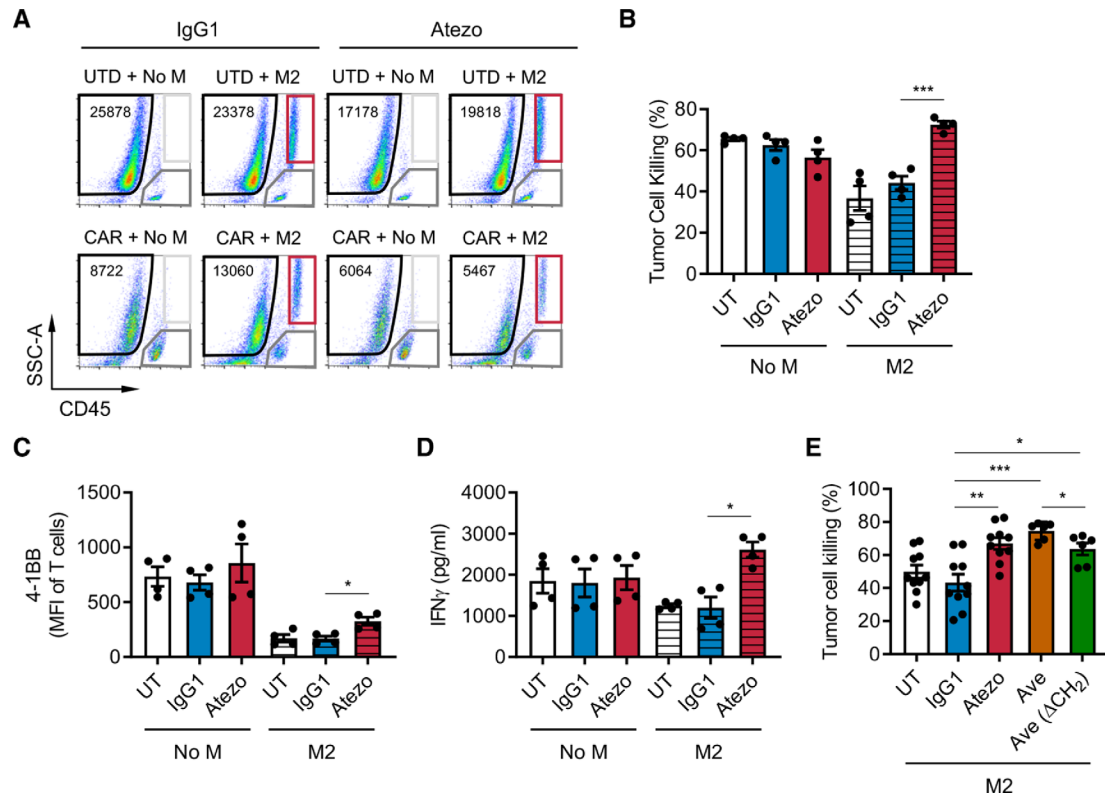 A
IgG1
Atezo
UTD + No M
UTD + M2
UTD + No M
UTD + M2
25878
23378
17178
19818
CAR + No M
CAR + M2
CAR + No M
CAR + M2
8722
13060
6064
5467
SSC-A
CD45
B
Tumor Cell Killing (%)
80
60
40
20
0
***
UT
IgG1
Atezo
UT
IgG1
Atezo
No M
M2
C
4-1BB
(MFI of T cells)
1500
1000
500
0
*
UT
IgG1
Atezo
UT
IgG1
Atezo
No M
M2
D
IFNγ (pg/ml)
4000
3000
2000
1000
0
*
UT
IgG1
Atezo
UT
IgG1
Atezo
No M
M2
E
Tumor cell killing (%)
100
80
60
40
20
0
*
***
**
*
UT
IgG1
Atezo
Ave
Ave (ΔCH₂)
M2